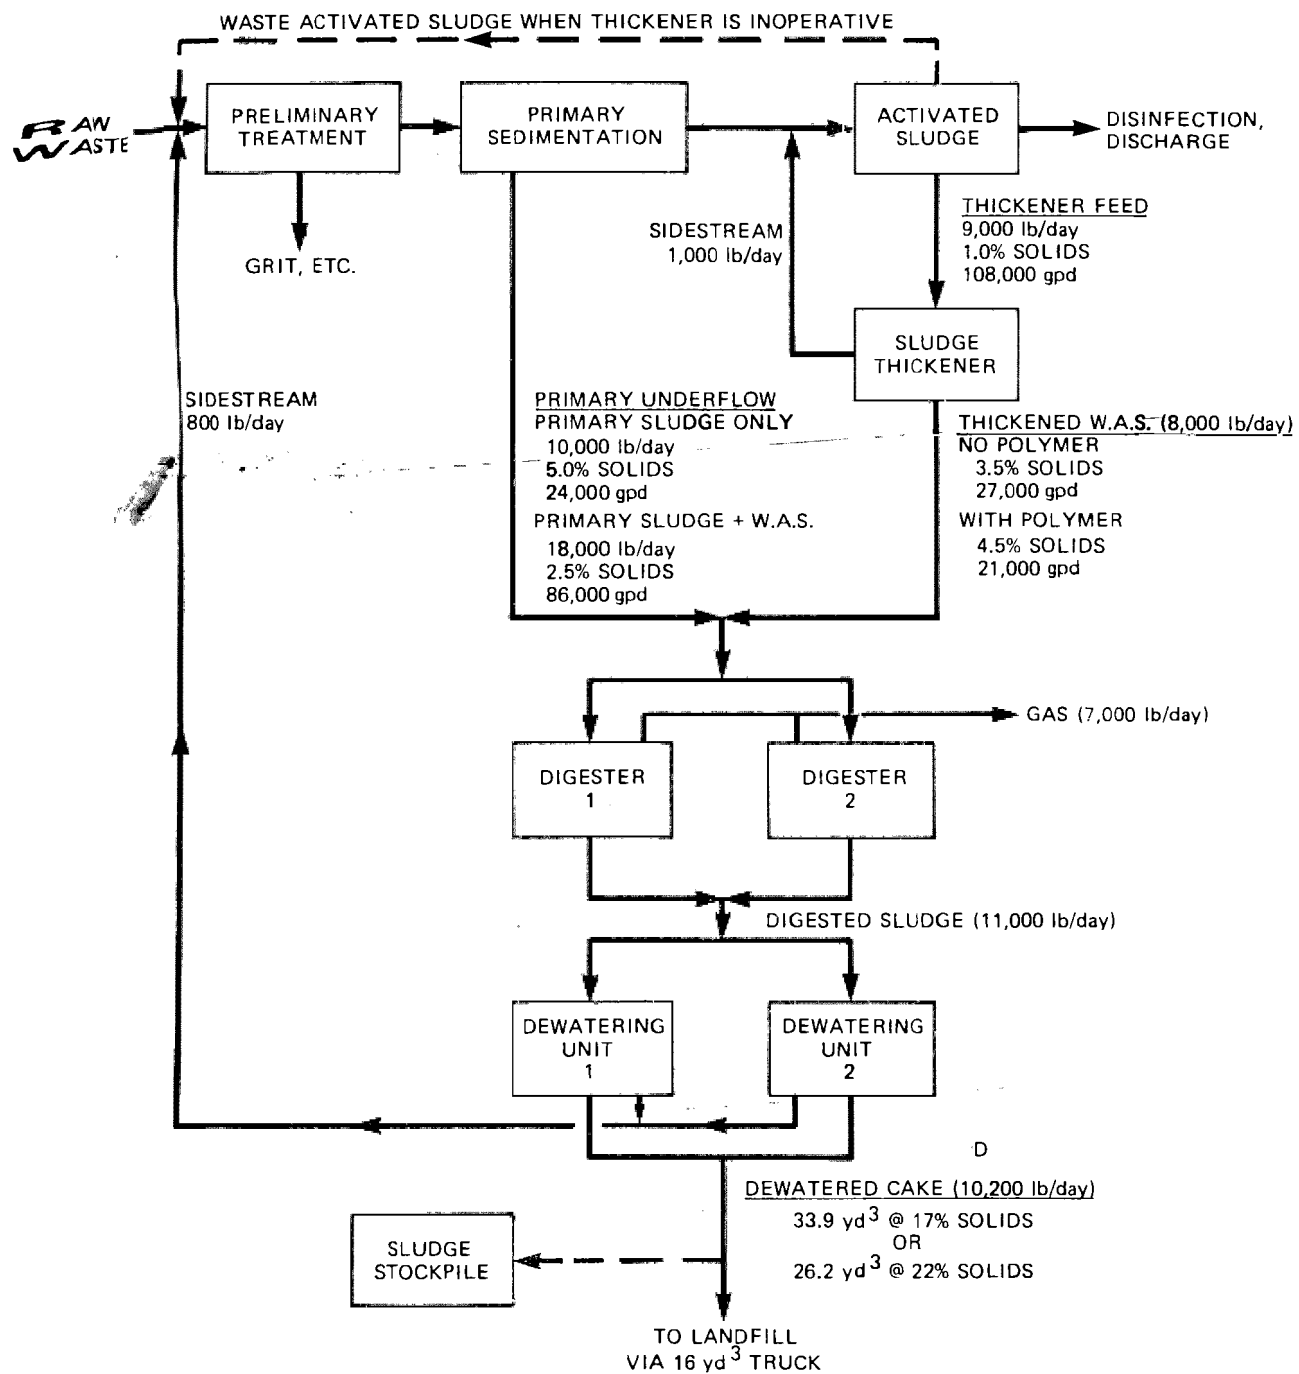 WASTE ACTIVATED SLUDGE WHEN THICKENER IS INOPERATIVE
RAW
WASTE
PRELIMINARY
TREATMENT
PRIMARY
SEDIMENTATION
ACTIVATED
SLUDGE
DISINFECTION,
DISCHARGE
GRIT, ETC.
SIDESTREAM
1,000 lb/day
THICKENER FEED
9,000 lb/day
1.0% SOLIDS
108,000 gpd
SLUDGE
THICKENER
SIDESTREAM
800 lb/day
PRIMARY UNDERFLOW
PRIMARY SLUDGE ONLY
10,000 lb/day
5.0% SOLIDS
24,000 gpd
PRIMARY SLUDGE + W.A.S.
18,000 lb/day
2.5% SOLIDS
86,000 gpd
THICKENED W.A.S. (8,000 lb/day)
NO POLYMER
3.5% SOLIDS
27,000 gpd
WITH POLYMER
4.5% SOLIDS
21,000 gpd
GAS (7,000 lb/day)
DIGESTER
1
DIGESTER
2
DIGESTED SLUDGE (11,000 lb/day)
DEWATERING
UNIT
1
DEWATERING
UNIT
2
D
DEWATERED CAKE (10,200 lb/day)
33.9 yd³ @ 17% SOLIDS
OR
26.2 yd³ @ 22% SOLIDS
SLUDGE
STOCKPILE
TO LANDFILL
VIA 16 yd³ TRUCK